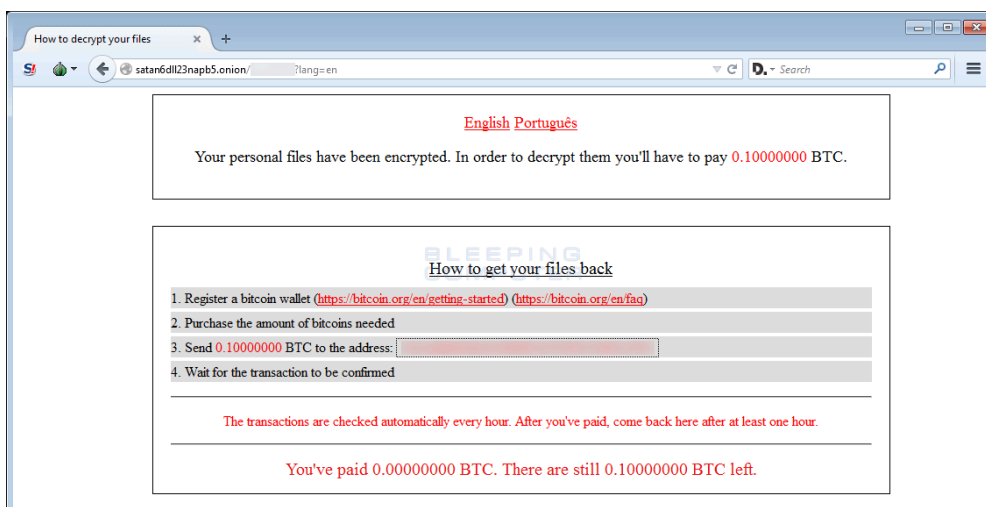 How to decrypt your files
satan6dll23napb5.onion/ ?lang=en
Search
English Português
Your personal files have been encrypted. In order to decrypt them you'll have to pay 0.10000000 BTC.
BLEEPING
COMPUTER
How to get your files back
1. Register a bitcoin wallet (https://bitcoin.org/en/getting-started) (https://bitcoin.org/en/faq)
2. Purchase the amount of bitcoins needed
3. Send 0.10000000 BTC to the address:
4. Wait for the transaction to be confirmed
The transactions are checked automatically every hour. After you've paid, come back here after at least one hour.
You've paid 0.00000000 BTC. There are still 0.10000000 BTC left.